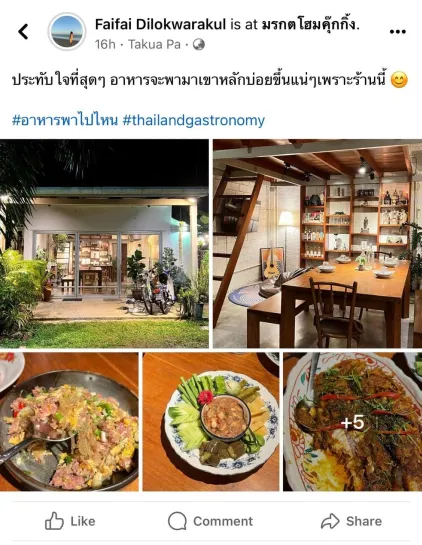 Faifai Dilokwarakul is at มรกตโฮมคุ๊กกิ้ง.
16h · Takua Pa ·
ประทับใจที่สุดๆ อาหารจะพามาเขาหลักบ่อยขึ้นแน่ๆเพราะร้านนี้ 😊
#อาหารพาไปไหน #thailandgastronomy
+5
Like Comment Share